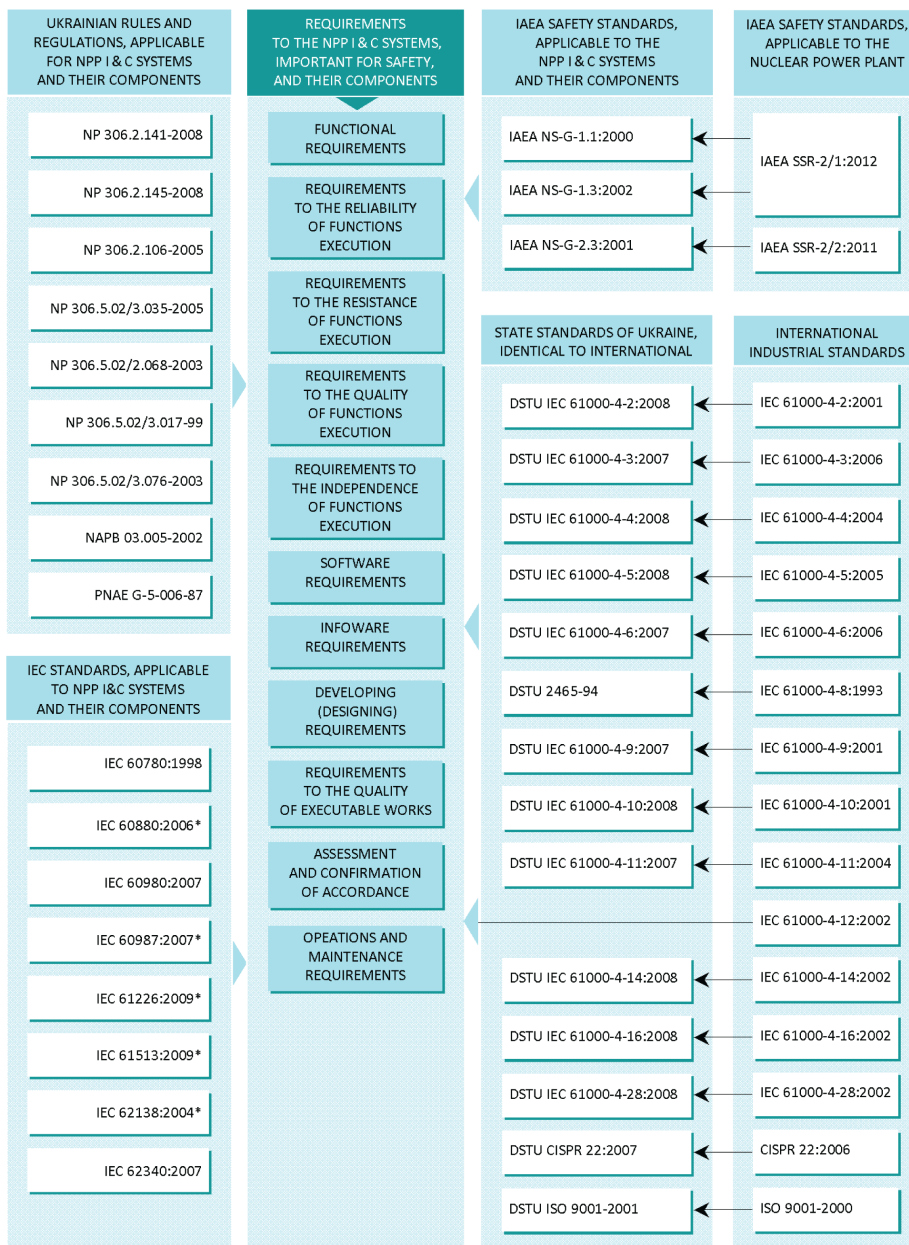 UKRAINIAN RULES AND
REGULATIONS, APPLICABLE
FOR NPP I & C SYSTEMS
AND THEIR COMPONENTS
NP 306.2.141-2008
NP 306.2.145-2008
NP 306.2.106-2005
NP 306.5.02/3.035-2005
NP 306.5.02/2.068-2003
NP 306.5.02/3.017-99
NP 306.5.02/3.076-2003
NAPB 03.005-2002
PNAE G-5-006-87
IEC STANDARDS, APPLICABLE
TO NPP I&C SYSTEMS
AND THEIR COMPONENTS
IEC 60780:1998
IEC 60880:2006*
IEC 60980:2007
IEC 60987:2007*
IEC 61226:2009*
IEC 61513:2009*
IEC 62138:2004*
IEC 62340:2007
REQUIREMENTS
TO THE NPP I & C SYSTEMS,
IMPORTANT FOR SAFETY,
AND THEIR COMPONENTS
FUNCTIONAL
REQUIREMENTS
REQUIREMENTS
TO THE RELIABILITY
OF FUNCTIONS
EXECUTION
REQUIREMENTS
TO THE RESISTANCE
OF FUNCTIONS
EXECUTION
REQUIREMENTS
TO THE QUALITY
OF FUNCTIONS
EXECUTION
REQUIREMENTS TO
THE INDEPENDENCE
OF FUNCTIONS
EXECUTION
SOFTWARE
REQUIREMENTS
INFOWARE
REQUIREMENTS
DEVELOPING
(DESIGNING)
REQUIREMENTS
REQUIREMENTS
TO THE QUALITY
OF EXECUTABLE WORKS
ASSESSMENT
AND CONFIRMATION
OF ACCORDANCE
OPEATIONS AND
MAINTENANCE
REQUIREMENTS
IAEA SAFETY STANDARDS,
APPLICABLE TO THE
NPP I & C SYSTEMS
AND THEIR COMPONENTS
IAEA NS-G-1.1:2000
IAEA NS-G-1.3:2002
IAEA NS-G-2.3:2001
IAEA SAFETY STANDARDS,
APPLICABLE TO THE
NUCLEAR POWER PLANT
IAEA SSR-2/1:2012
IAEA SSR-2/2:2011
STATE STANDARDS OF UKRAINE,
IDENTICAL TO INTERNATIONAL
DSTU IEC 61000-4-2:2008
DSTU IEC 61000-4-3:2007
DSTU IEC 61000-4-4:2008
DSTU IEC 61000-4-5:2008
DSTU IEC 61000-4-6:2007
DSTU 2465-94
DSTU IEC 61000-4-9:2007
DSTU IEC 61000-4-10:2008
DSTU IEC 61000-4-11:2007
DSTU IEC 61000-4-14:2008
DSTU IEC 61000-4-16:2008
DSTU IEC 61000-4-28:2008
DSTU CISPR 22:2007
DSTU ISO 9001-2001
INTERNATIONAL
INDUSTRIAL STANDARDS
IEC 61000-4-2:2001
IEC 61000-4-3:2006
IEC 61000-4-4:2004
IEC 61000-4-5:2005
IEC 61000-4-6:2006
IEC 61000-4-8:1993
IEC 61000-4-9:2001
IEC 61000-4-10:2001
IEC 61000-4-11:2004
IEC 61000-4-12:2002
IEC 61000-4-14:2002
IEC 61000-4-16:2002
IEC 61000-4-28:2002
CISPR 22:2006
ISO 9001-2000